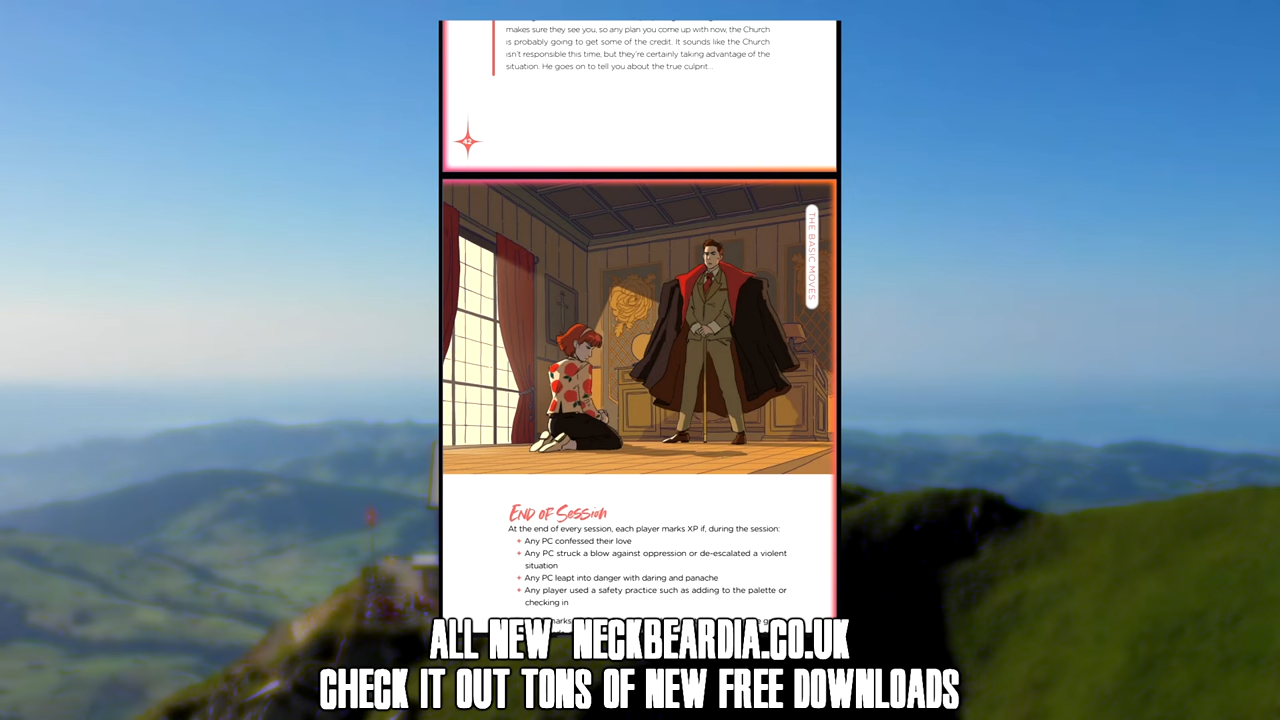 makes sure they see you, so any plan you come up with now, the Church
is probably going to get some of the credit. It sounds like the Church
isn't responsible this time, but they're certainly taking advantage of the
situation. He goes on to tell you about the true culprit...
42
THE BASIC MOVES
End of Session
At the end of every session, each player marks XP if, during the session:
+ Any PC confessed their love
+ Any PC struck a blow against oppression or de-escalated a violent
situation
+ Any PC leapt into danger with daring and panache
+ Any player used a safety practice such as adding to the palette or
checking in
ALL NEW NECKBEARDIA.CO.UK
CHECK IT OUT TONS OF NEW FREE DOWNLOADS